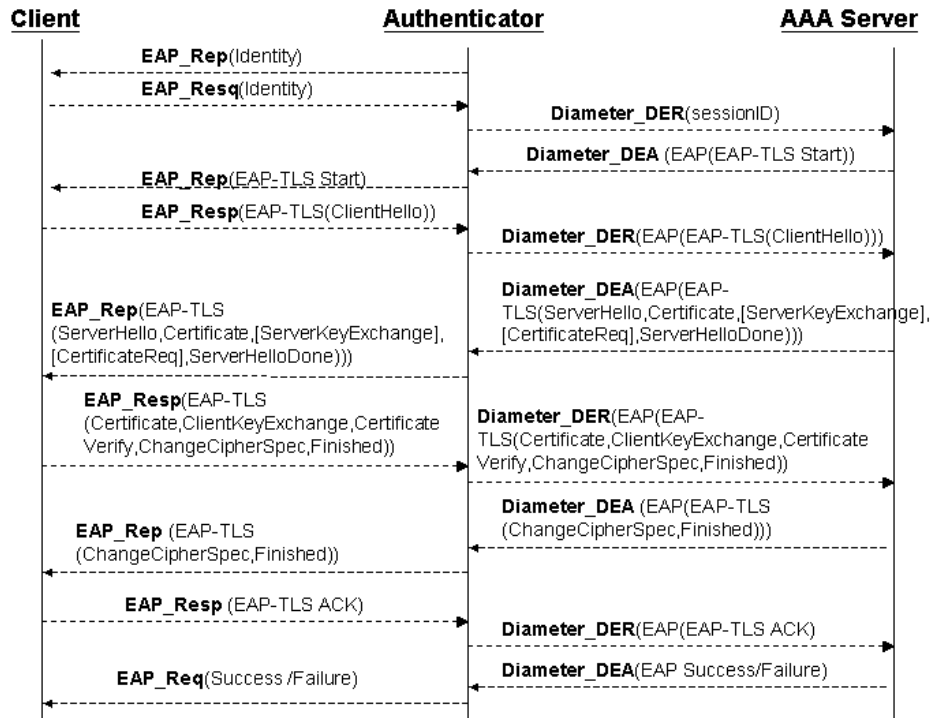 Client
Authenticator
AAA Server
EAP_Rep(Identity)
EAP_Resq(Identity)
Diameter_DER(sessionID)
Diameter_DEA (EAP(EAP-TLS Start))
EAP_Rep(EAP-TLS Start)
EAP_Resp(EAP-TLS(ClientHello))
Diameter_DER(EAP(EAP-TLS(ClientHello)))
Diameter_DEA(EAP(EAP-
TLS(ServerHello,Certificate,[ServerKeyExchange],
[CertificateReq],ServerHelloDone)))
EAP_Rep(EAP-TLS
(ServerHello,Certificate,[ServerKeyExchange],
[CertificateReq],ServerHelloDone)))
EAP_Resp(EAP-TLS
(Certificate,ClientKeyExchange,Certificate
Verify,ChangeCipherSpec,Finished))
Diameter_DER(EAP(EAP-
TLS(Certificate,ClientKeyExchange,Certificate
Verify,ChangeCipherSpec,Finished))
Diameter_DEA (EAP(EAP-TLS
(ChangeCipherSpec,Finished)))
EAP_Rep (EAP-TLS
(ChangeCipherSpec,Finished))
EAP_Resp (EAP-TLS ACK)
Diameter_DER(EAP(EAP-TLS ACK)
Diameter_DEA(EAP Success/Failure)
EAP_Req(Success /Failure)